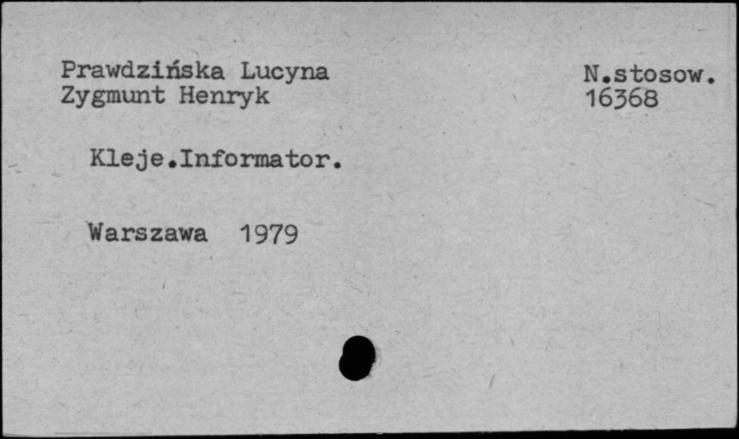 Prawdzińska Lucyna
Zygmunt Henryk
N.stosow.
16368
Kleje.Informator.
Warszawa 1979